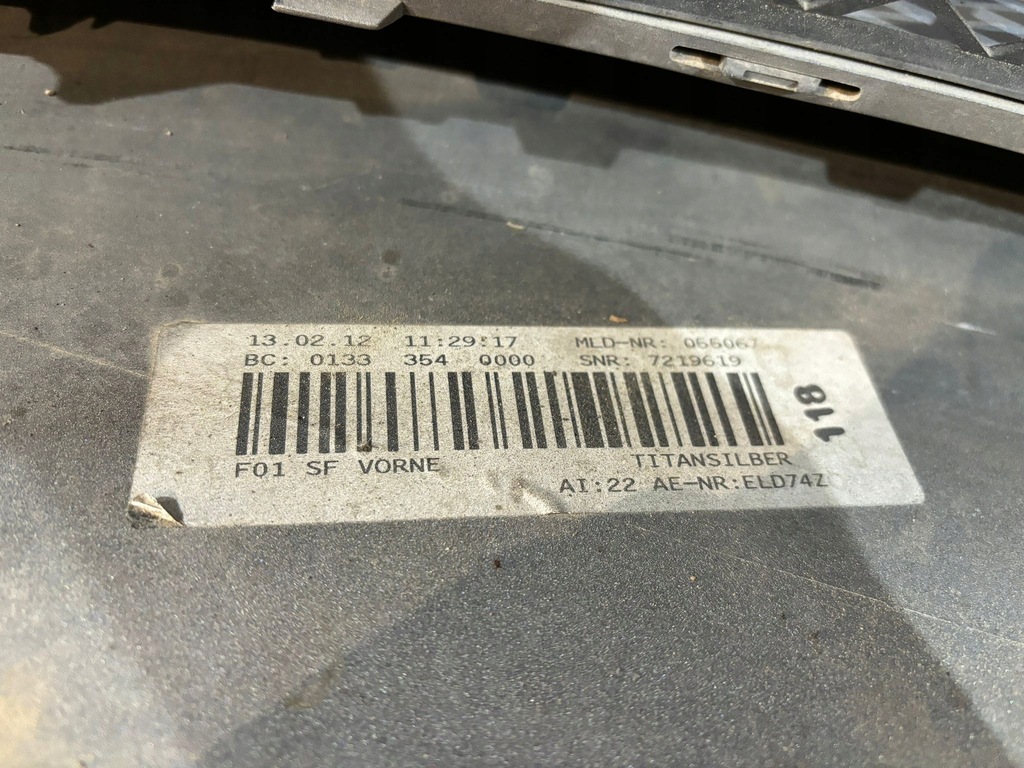 13.02.12 11:29:17 MLD-NR: 066067
BC: 0133 354 0000 SNR: 7219619
118
F01 SF VORNE TITANSILBER
AI:22 AE-NR: